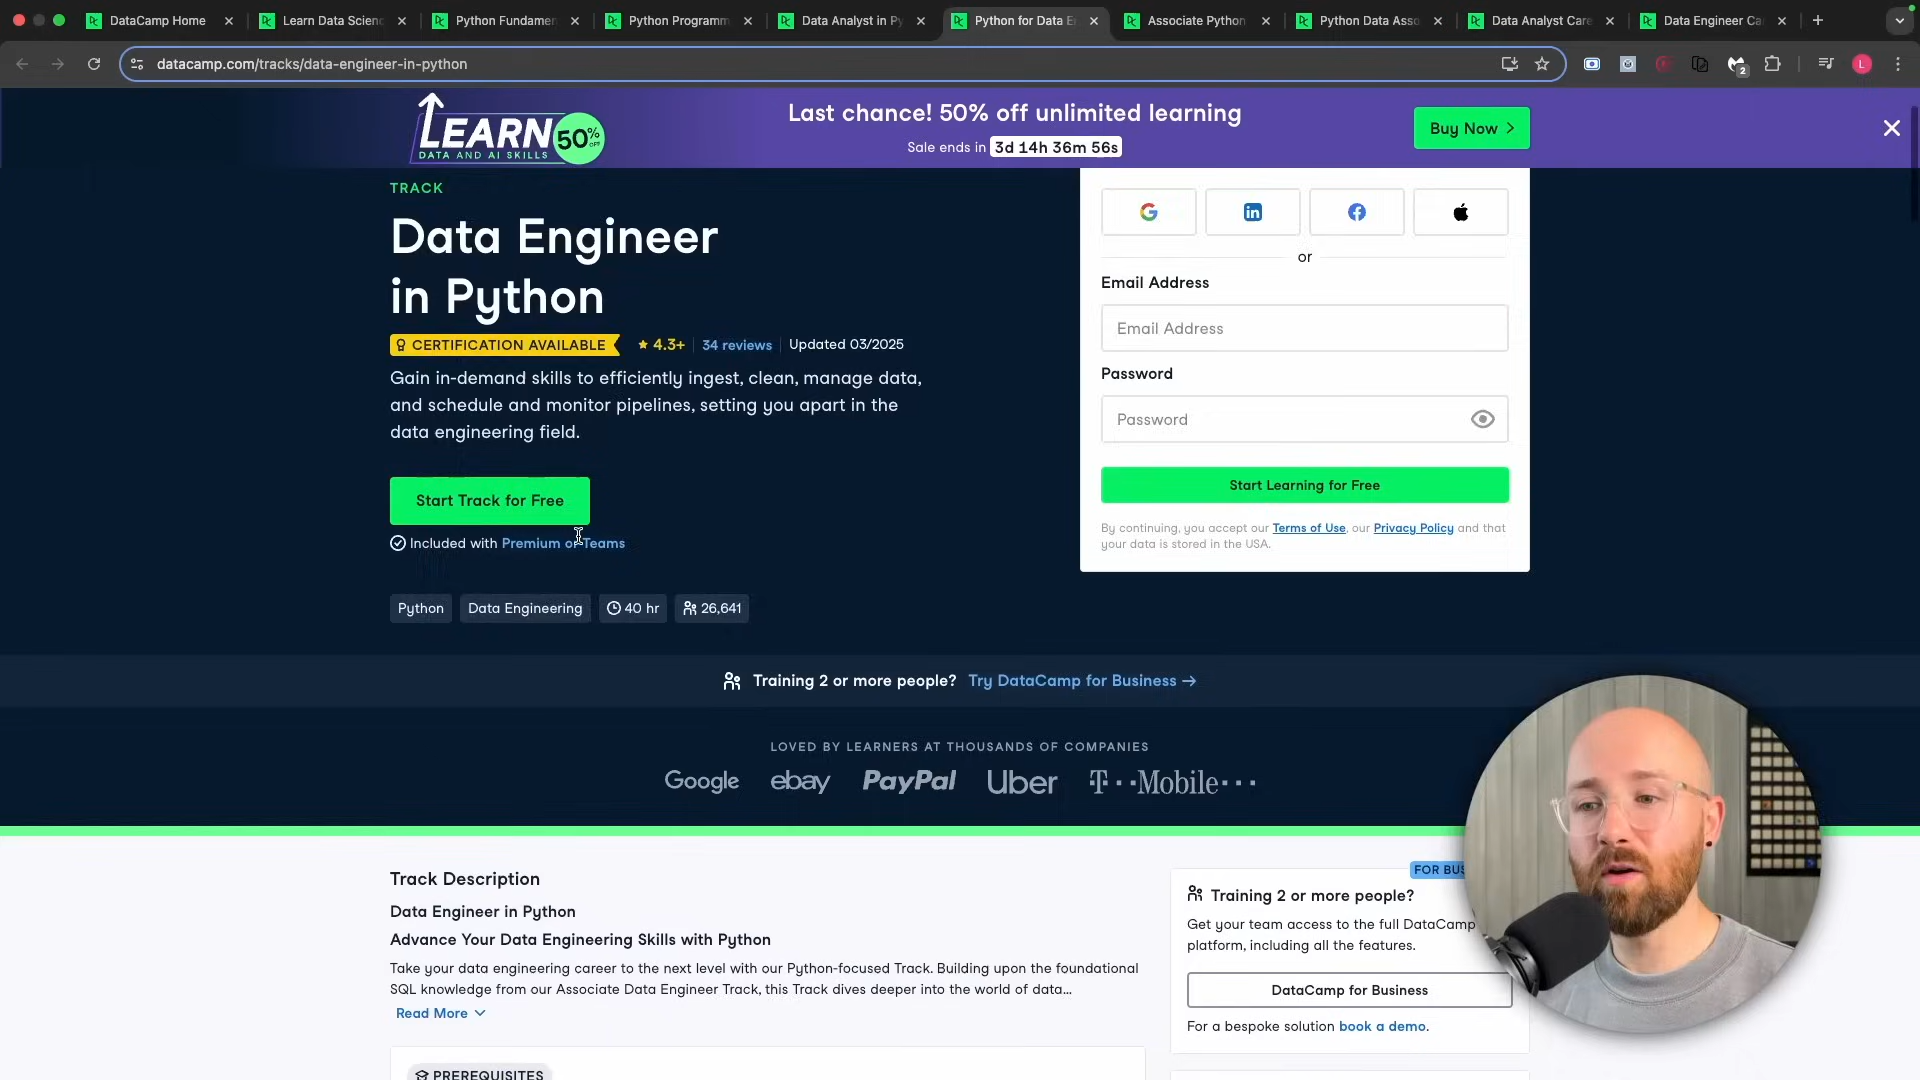 DataCamp Home
Learn Data Scien
Python Fundamen
Python Programm
Data Analyst in Py
Python for Data E
Associate Python
Python Data Asso
Data Analyst Care
Data Engineer Ca
datacamp.com/tracks/data-engineer-in-python
2
L
LEARN 50% OFF
DATA AND AI SKILLS
Last chance! 50% off unlimited learning
Sale ends in 3d 14h 36m 56s
Buy Now
TRACK
Data Engineer
in Python
CERTIFICATION AVAILABLE
4.3+
34 reviews
Updated 03/2025
Gain in-demand skills to efficiently ingest, clean, manage data,
and schedule and monitor pipelines, setting you apart in the
data engineering field.
Start Track for Free
Included with Premium or Teams
Python
Data Engineering
40 hr
26,641
or
Email Address
Email Address
Password
Password
Start Learning for Free
By continuing, you accept our Terms of Use, our Privacy Policy and that
your data is stored in the USA.
Training 2 or more people? Try DataCamp for Business →
LOVED BY LEARNERS AT THOUSANDS OF COMPANIES
Google
ebay
PayPal
Uber
T··Mobile···
Track Description
Data Engineer in Python
Advance Your Data Engineering Skills with Python
Take your data engineering career to the next level with our Python-focused Track. Building upon the foundational
SQL knowledge from our Associate Data Engineer Track, this Track dives deeper into the world of data...
Read More
PREREQUISITES
FOR BUS
Training 2 or more people?
Get your team access to the full DataCamp
platform, including all the features.
DataCamp for Business
For a bespoke solution book a demo.